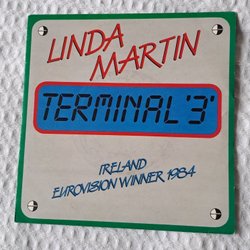 LINDA
MARTIN
TERMINAL '3'
IRELAND
EUROVISION WINNER 1984